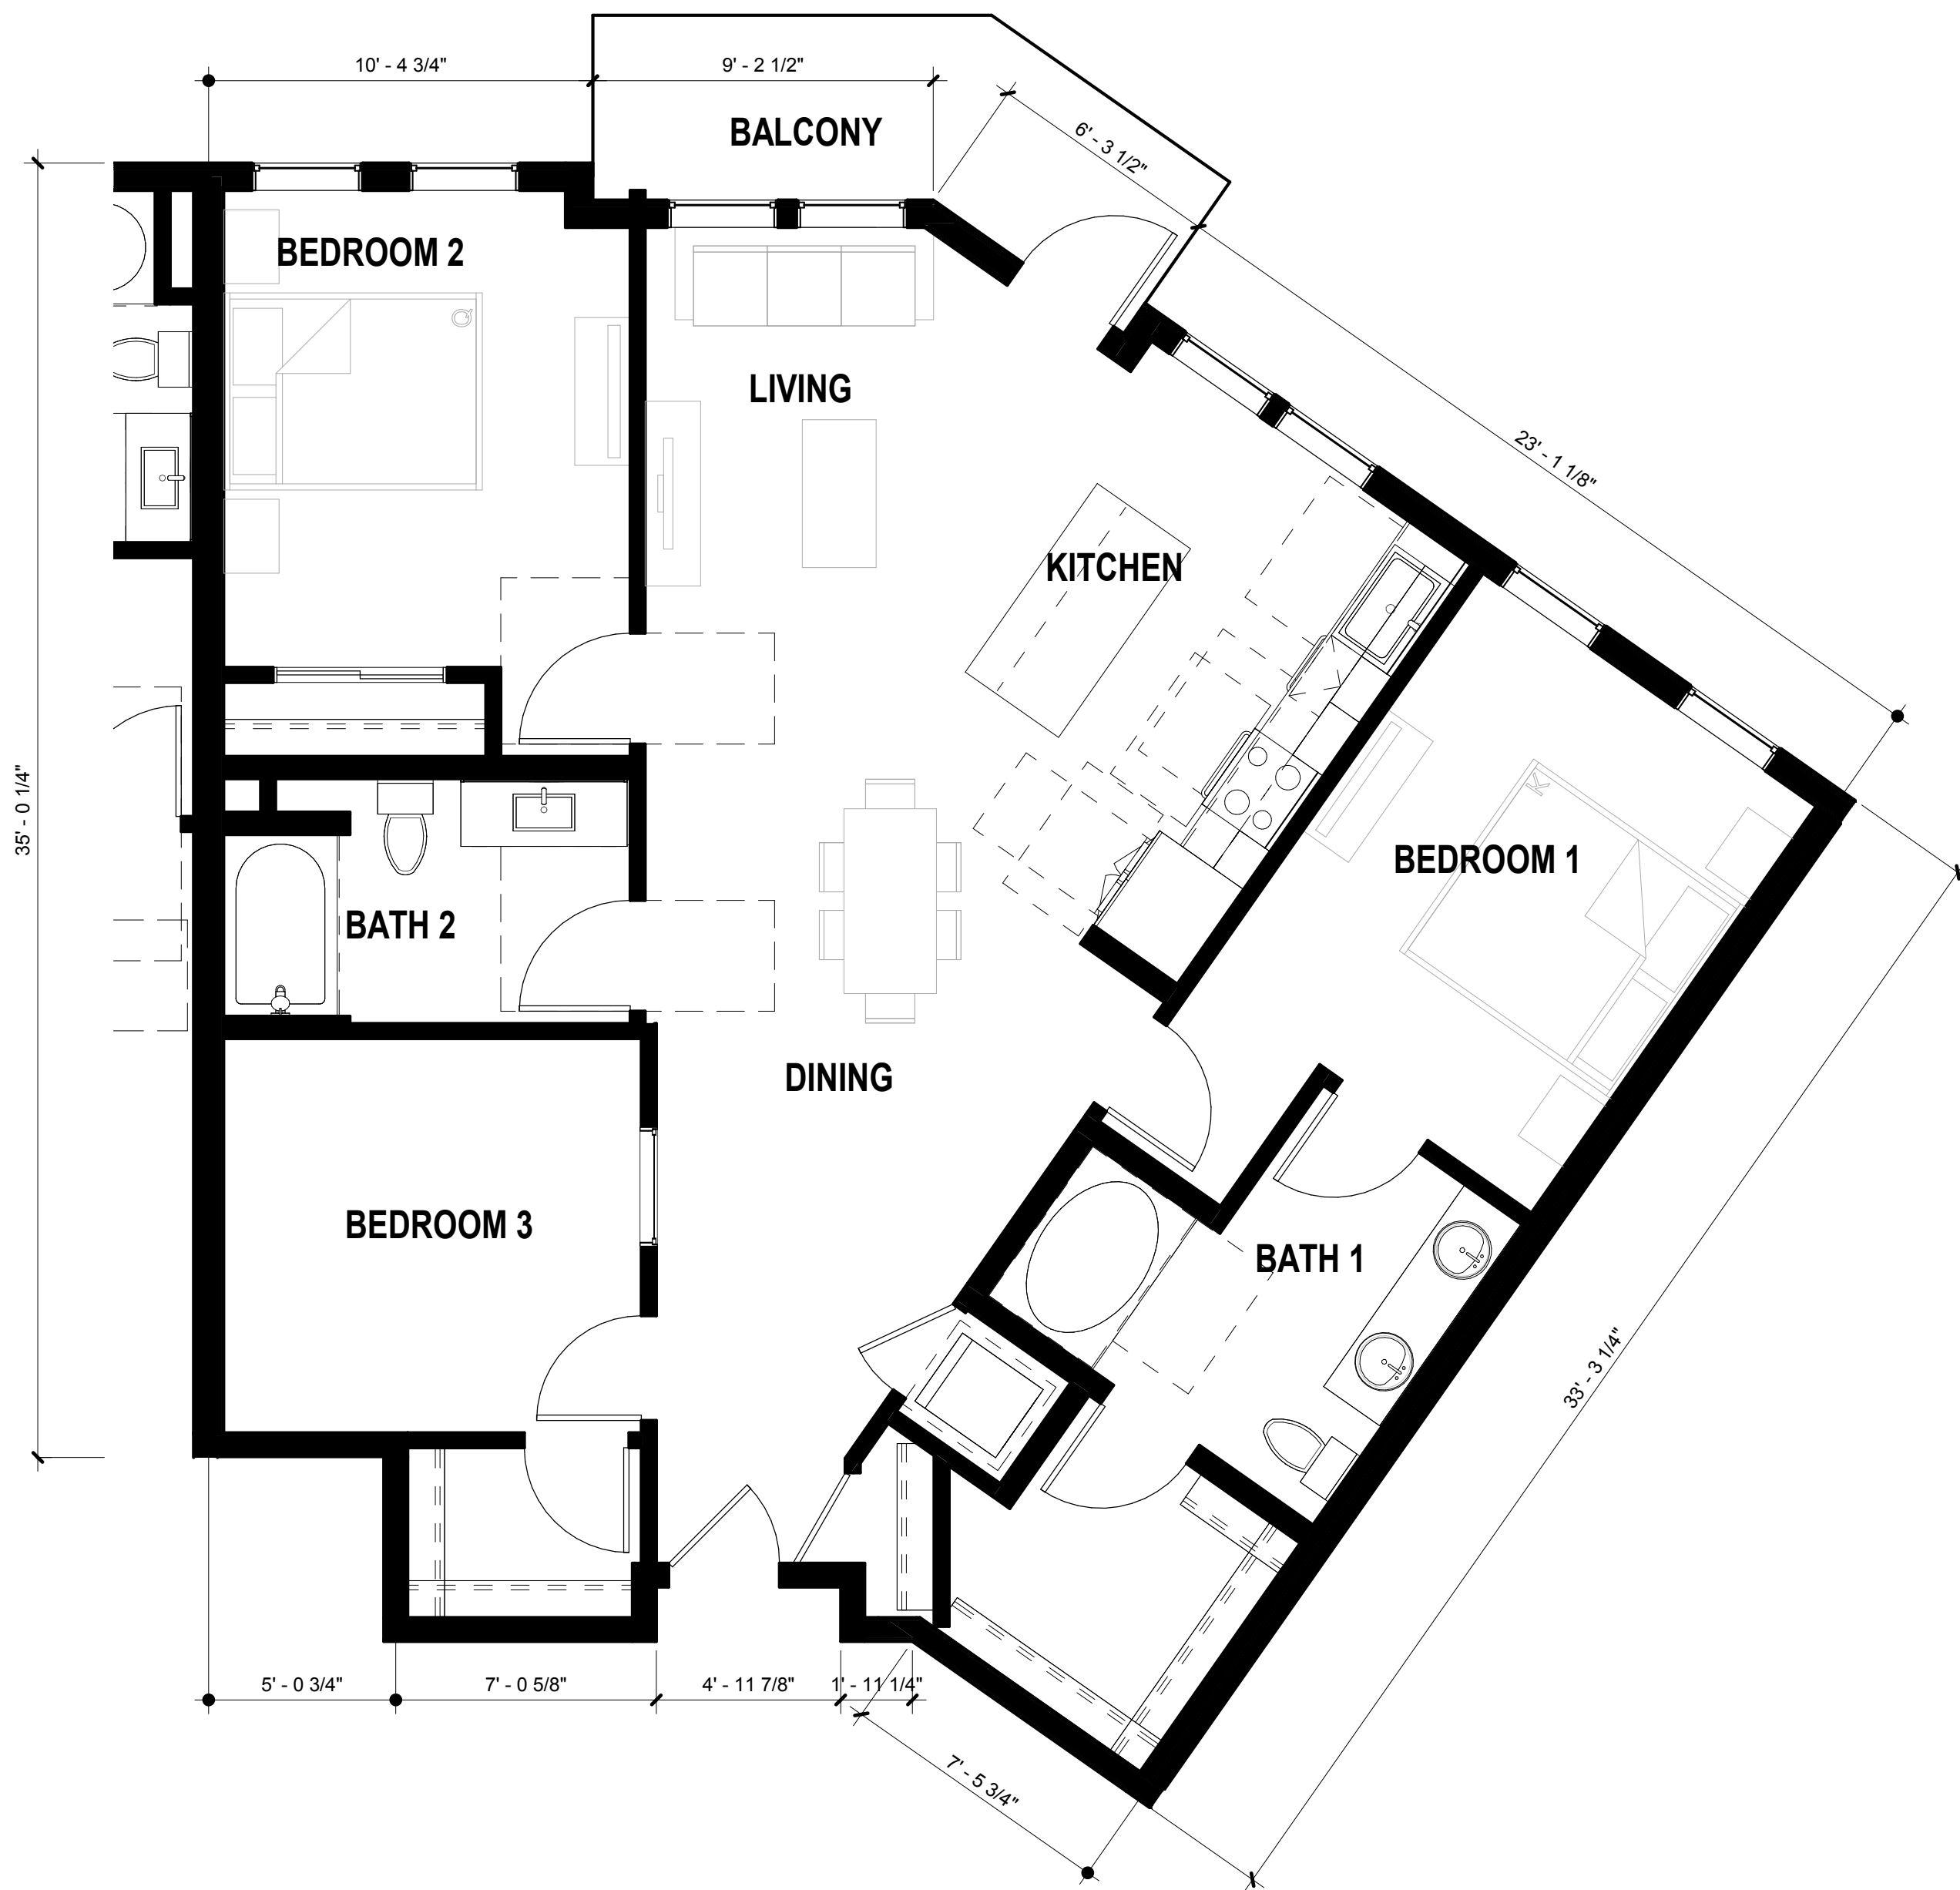 10' - 4 3/4"
9' - 2 1/2"
BALCONY
6' - 3 1/2"
BEDROOM 2
LIVING
23' - 1 1/8"
KITCHEN
35' - 0 1/4"
BEDROOM 1
BATH 2
DINING
BEDROOM 3
BATH 1
33' - 3 1/4"
5' - 0 3/4"
7' - 0 5/8"
4' - 11 7/8"
1' - 11 1/4"
7' - 5 3/4"